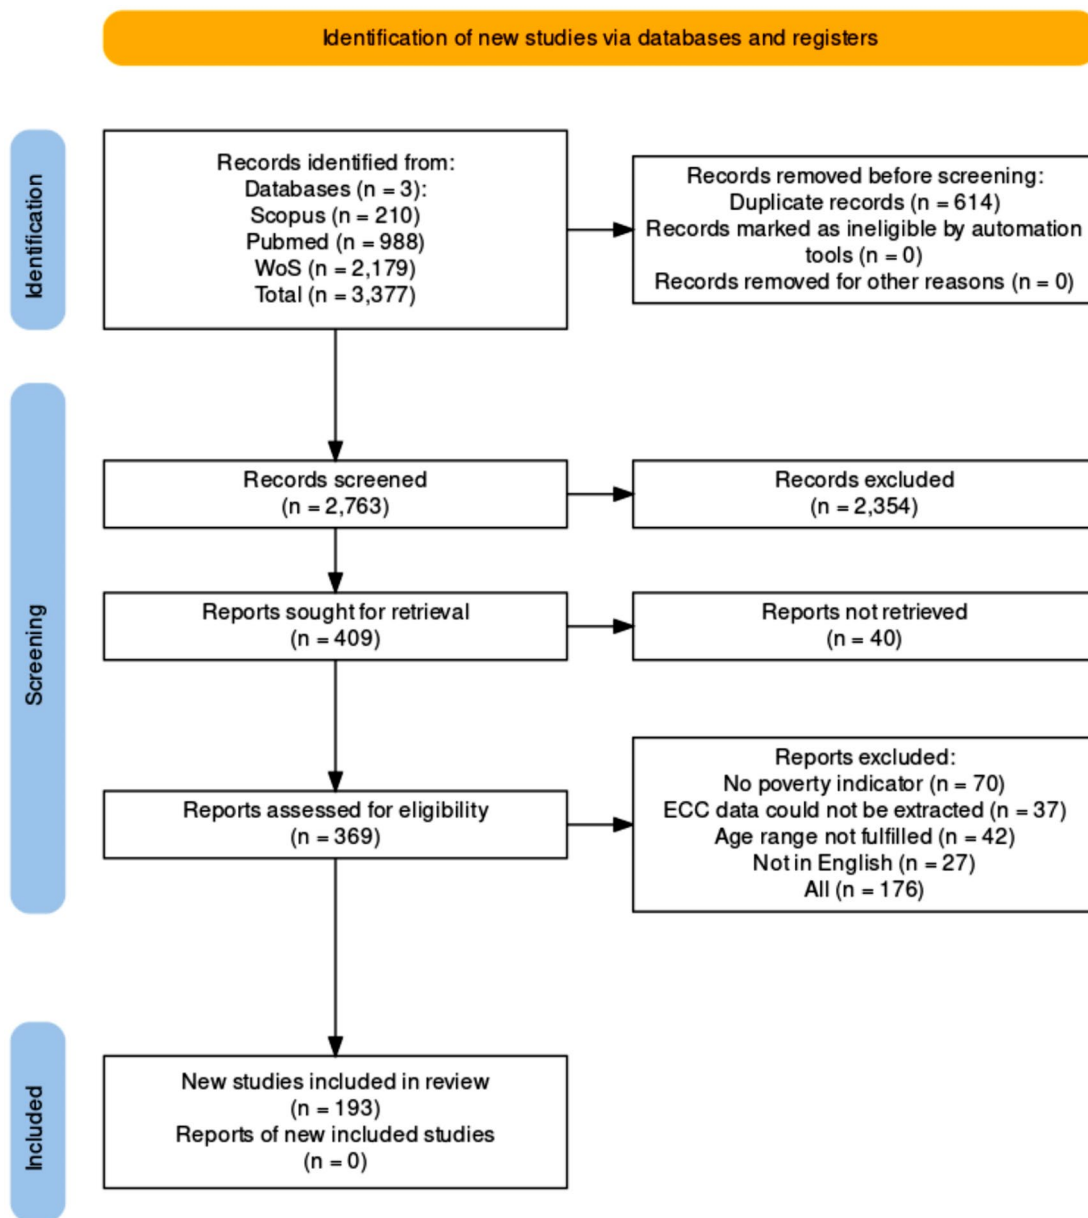 Identification of new studies via databases and registers
Identification
Records identified from:
Databases (n = 3):
Scopus (n = 210)
Pubmed (n = 988)
WoS (n = 2,179)
Total (n = 3,377)
Records removed before screening:
Duplicate records (n = 614)
Records marked as ineligible by automation
tools (n = 0)
Records removed for other reasons (n = 0)
Screening
Records screened
(n = 2,763)
Records excluded
(n = 2,354)
Reports sought for retrieval
(n = 409)
Reports not retrieved
(n = 40)
Reports assessed for eligibility
(n = 369)
Reports excluded:
No poverty indicator (n = 70)
ECC data could not be extracted (n = 37)
Age range not fulfilled (n = 42)
Not in English (n = 27)
All (n = 176)
Included
New studies included in review
(n = 193)
Reports of new included studies
(n = 0)